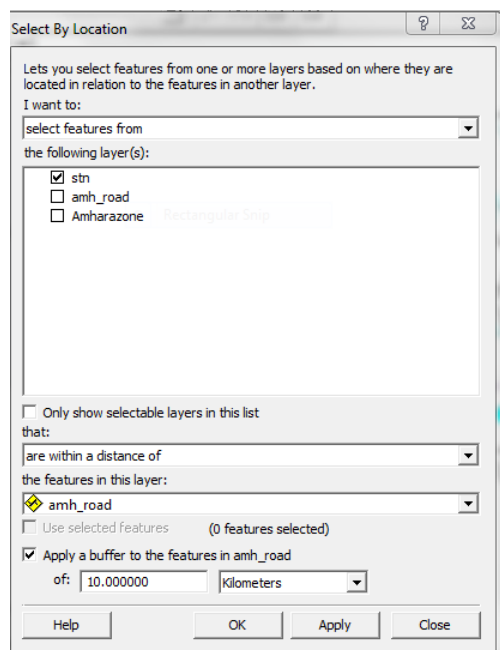 Select By Location
Lets you select features from one or more layers based on where they are
located in relation to the features in another layer.
I want to:
select features from
the following layer(s):
stn
amh_road
Amharazone
Rectangular Snip
Only show selectable layers in this list
that:
are within a distance of
the features in this layer:
amh_road
Use selected features (0 features selected)
Apply a buffer to the features in amh_road
of: 10.000000 Kilometers
Help OK Apply Close